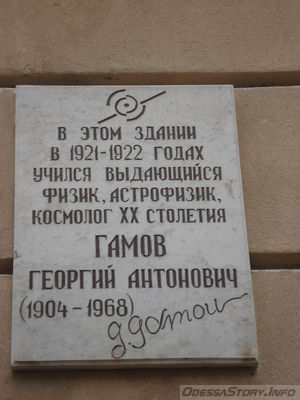 В ЭТОМ ЗДАНИИ
В 1921-1922 ГОДАХ
УЧИЛСЯ ВЫДАЮЩИЙСЯ
ФИЗИК, АСТРОФИЗИК,
КОСМОЛОГ XX СТОЛЕТИЯ
ГАМОВ
ГЕОРГИЙ АНТОНОВИЧ
(1904 - 1968)
G. Gamow
OdessaStory.Info